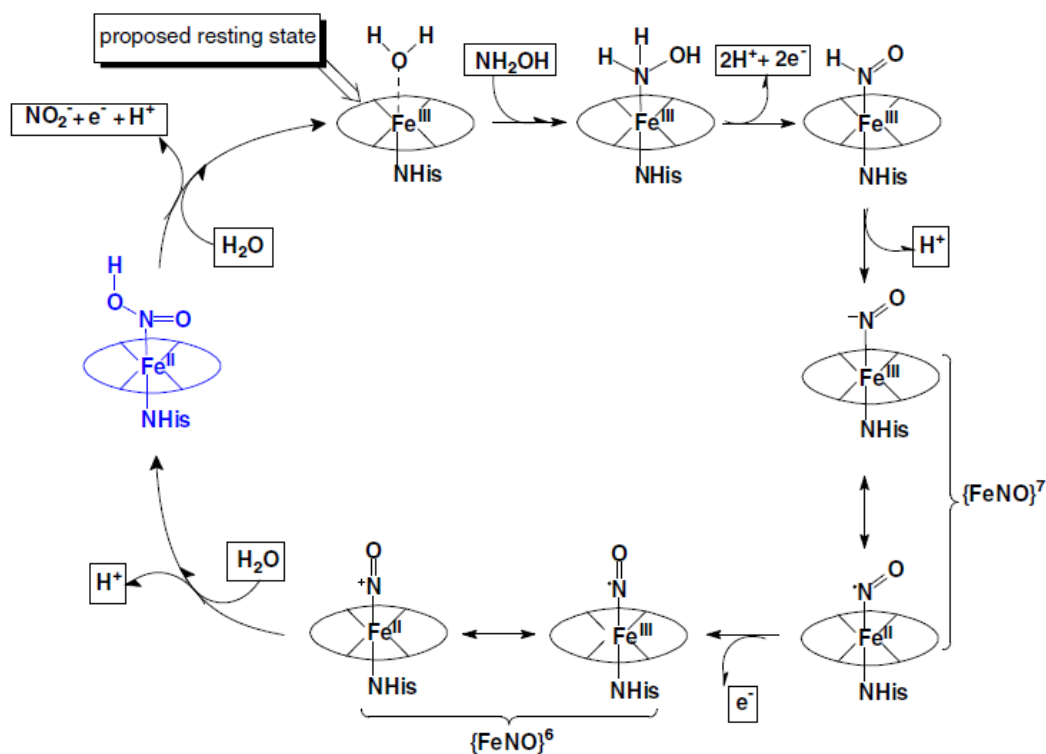 proposed resting state
H H
O
Fe^III
NHis
NH₂OH
H
H N OH
Fe^III
NHis
2H⁺ + 2e⁻
H N O
Fe^III
NHis
H⁺
⁻N O
Fe^III
NHis
{FeNO}⁷
·N O
Fe^II
NHis
e⁻
O
·N
Fe^III
NHis
O
⁺N
Fe^II
NHis
{FeNO}⁶
H₂O
H⁺
H
O
N=O
Fe^II
NHis
H₂O
NO₂⁻ + e⁻ + H⁺